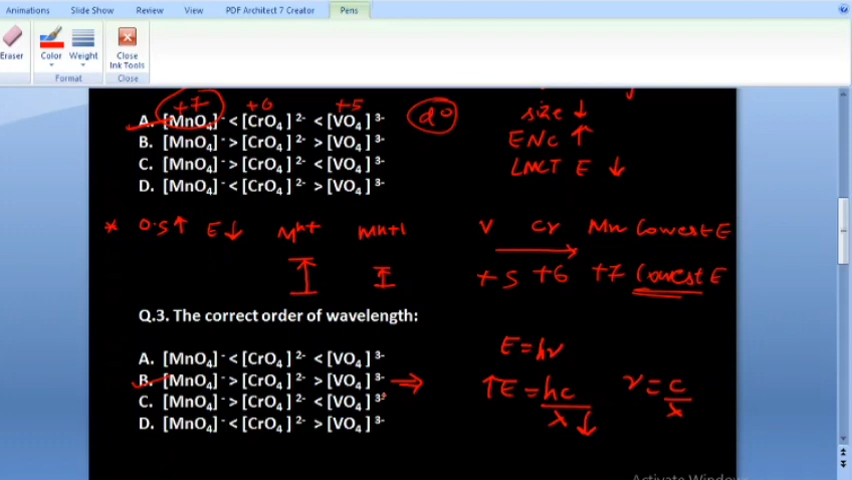 Animations Slide Show Review View PDF Architect 7 Creator Pens
Eraser Color Weight Close Ink Tools
Format Close
+7 +6 +5
A. [MnO₄]⁻ < [CrO₄]²⁻ < [VO₄]³⁻
B. [MnO₄]⁻ > [CrO₄]²⁻ > [VO₄]³⁻
C. [MnO₄]⁻ > [CrO₄]²⁻ < [VO₄]³⁻
D. [MnO₄]⁻ < [CrO₄]²⁻ > [VO₄]³⁻
d⁰
size ↓
ENC ↑
LMCT E ↓
* O.S ↑ E ↓ Mⁿ⁺ Mn+1
V Cr Mn Lowest E
+5 +6 +7 Lowest E
Q.3. The correct order of wavelength:
A. [MnO₄]⁻ < [CrO₄]²⁻ < [VO₄]³⁻
B. [MnO₄]⁻ > [CrO₄]²⁻ > [VO₄]³⁻ ⇒
C. [MnO₄]⁻ > [CrO₄]²⁻ < [VO₄]³⁻
D. [MnO₄]⁻ < [CrO₄]²⁻ > [VO₄]³⁻
E = hν
↑E = hc/λ↓ ν = c/λ
Activate Windows